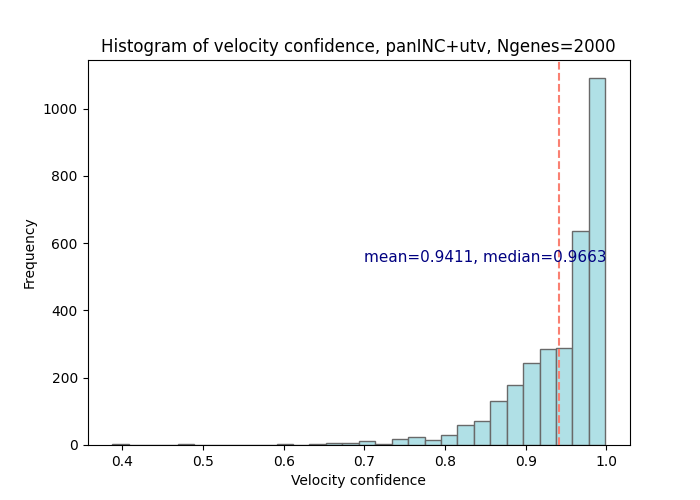 Histogram of velocity confidence, panINC+utv, Ngenes=2000
1000
800
600
400
200
0
Frequency
mean=0.9411, median=0.9663
0.4 0.5 0.6 0.7 0.8 0.9 1.0
Velocity confidence